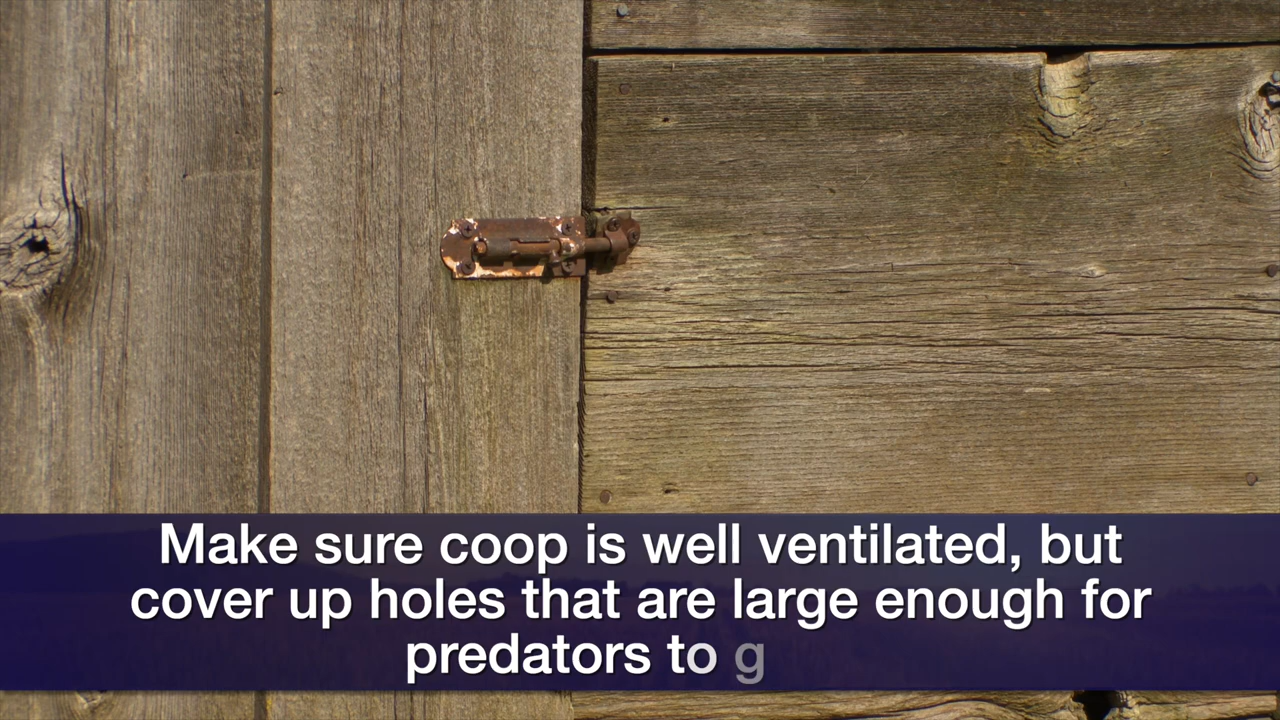 Make sure coop is well ventilated, but
cover up holes that are large enough for
predators to g